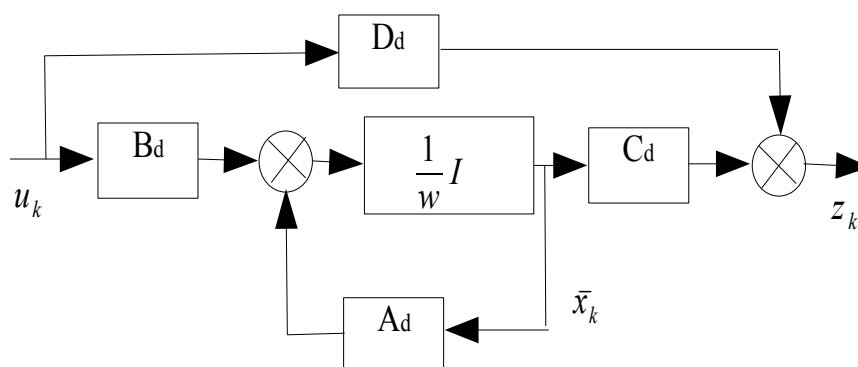 Dd
Bd
1/w I
Cd
u_k
z_k
Ad
x̄_k